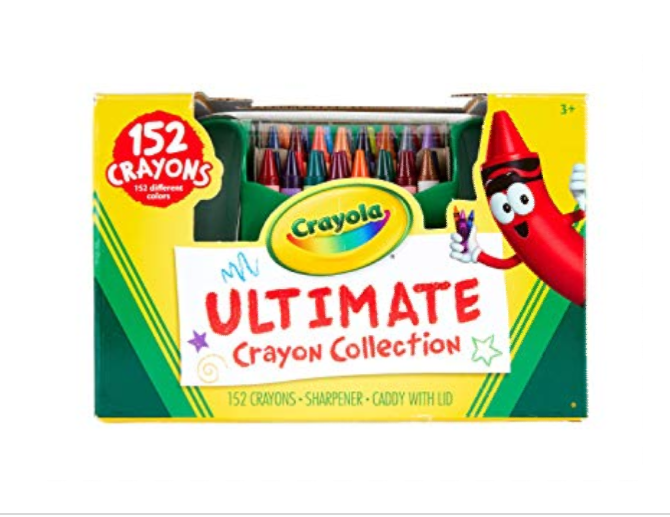 3+
152
CRAYONS
152 different
colors
Crayola
ULTIMATE
Crayon Collection
152 CRAYONS • SHARPENER • CADDY WITH LID